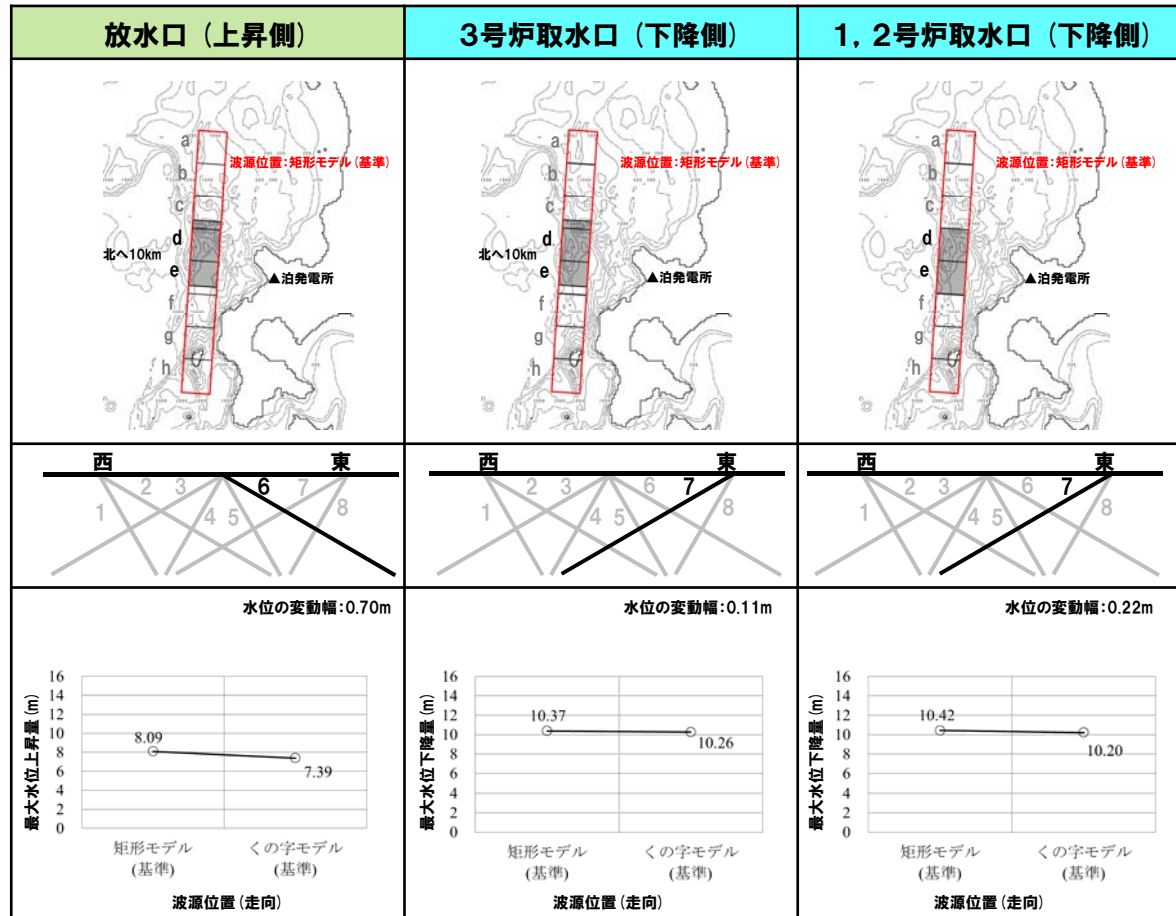 放水口（上昇側）
3号炉取水口（下降側）
1，2号炉取水口（下降側）
a
b
c
d
e
f
g
h
波源位置：矩形モデル（基準）
北へ10km
▲泊発電所
a
b
c
d
e
f
g
h
波源位置：矩形モデル（基準）
北へ10km
▲泊発電所
a
b
c
d
e
f
g
h
波源位置：矩形モデル（基準）
▲泊発電所
西 東
1 2 3 4 5 6 7 8
西 東
1 2 3 4 5 6 7 8
西 東
1 2 3 4 5 6 7 8
水位の変動幅：0.70m
最大水位上昇量（m）
16
14
12
10
8
6
4
2
0
8.09
7.39
矩形モデル くの字モデル
（基準） （基準）
波源位置（走向）
水位の変動幅：0.11m
最大水位下降量（m）
16
14
12
10
8
6
4
2
0
10.37
10.26
矩形モデル くの字モデル
（基準） （基準）
波源位置（走向）
水位の変動幅：0.22m
最大水位下降量（m）
16
14
12
10
8
6
4
2
0
10.42
10.20
矩形モデル くの字モデル
（基準） （基準）
波源位置（走向）